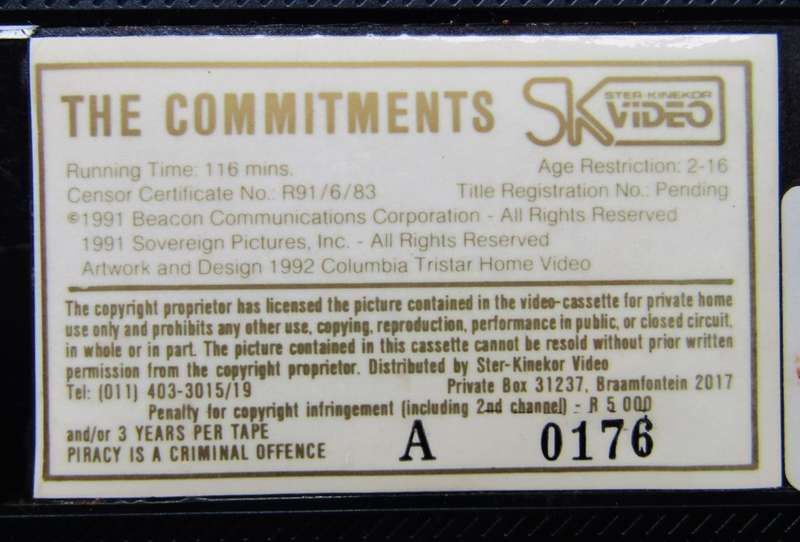 THE COMMITMENTS
SK STER-KINEKOR VIDEO
Running Time: 116 mins. Age Restriction: 2-16
Censor Certificate No.: R91/6/83 Title Registration No.: Pending
©1991 Beacon Communications Corporation - All Rights Reserved
1991 Sovereign Pictures, Inc. - All Rights Reserved
Artwork and Design 1992 Columbia Tristar Home Video
The copyright proprietor has licensed the picture contained in the video-cassette for private home
use only and prohibits any other use, copying, reproduction, performance in public, or closed circuit,
in whole or in part. The picture contained in this cassette cannot be resold without prior written
permission from the copyright proprietor. Distributed by Ster-Kinekor Video
Tel: (011) 403-3015/19 Private Box 31237, Braamfontein 2017
Penalty for copyright infringement (including 2nd channel) - R 5 000
and/or 3 YEARS PER TAPE
PIRACY IS A CRIMINAL OFFENCE A 0176